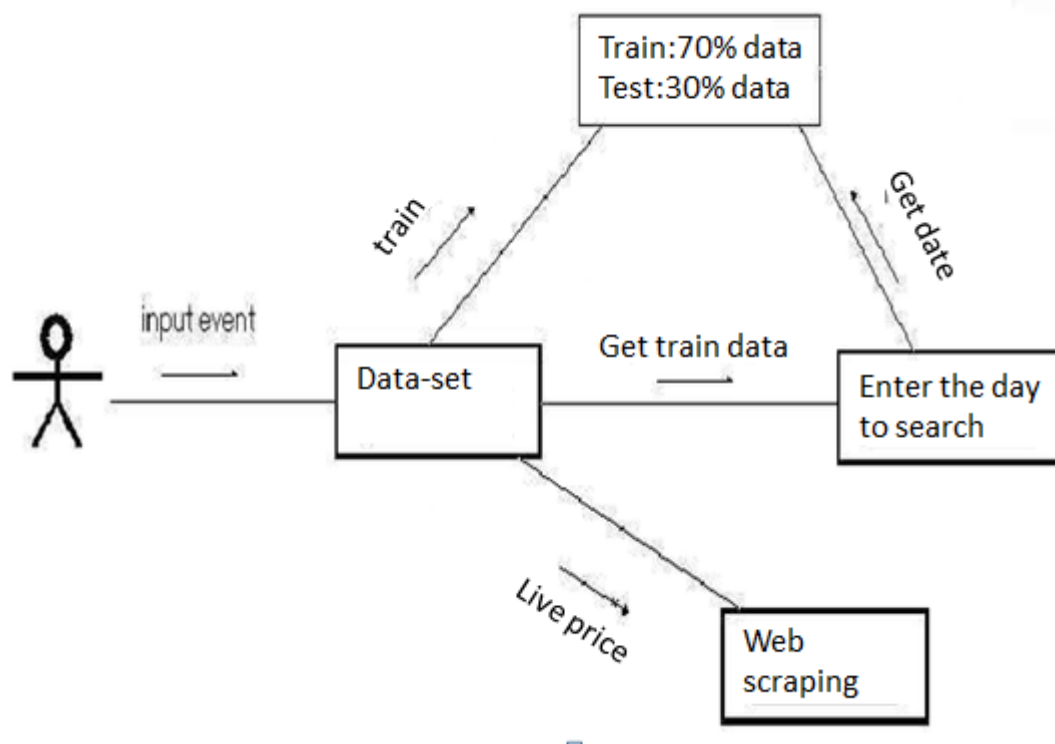 Train:70% data
Test:30% data
train
Get date
input event
Data-set
Get train data
Enter the day
to search
Live price
Web
scraping